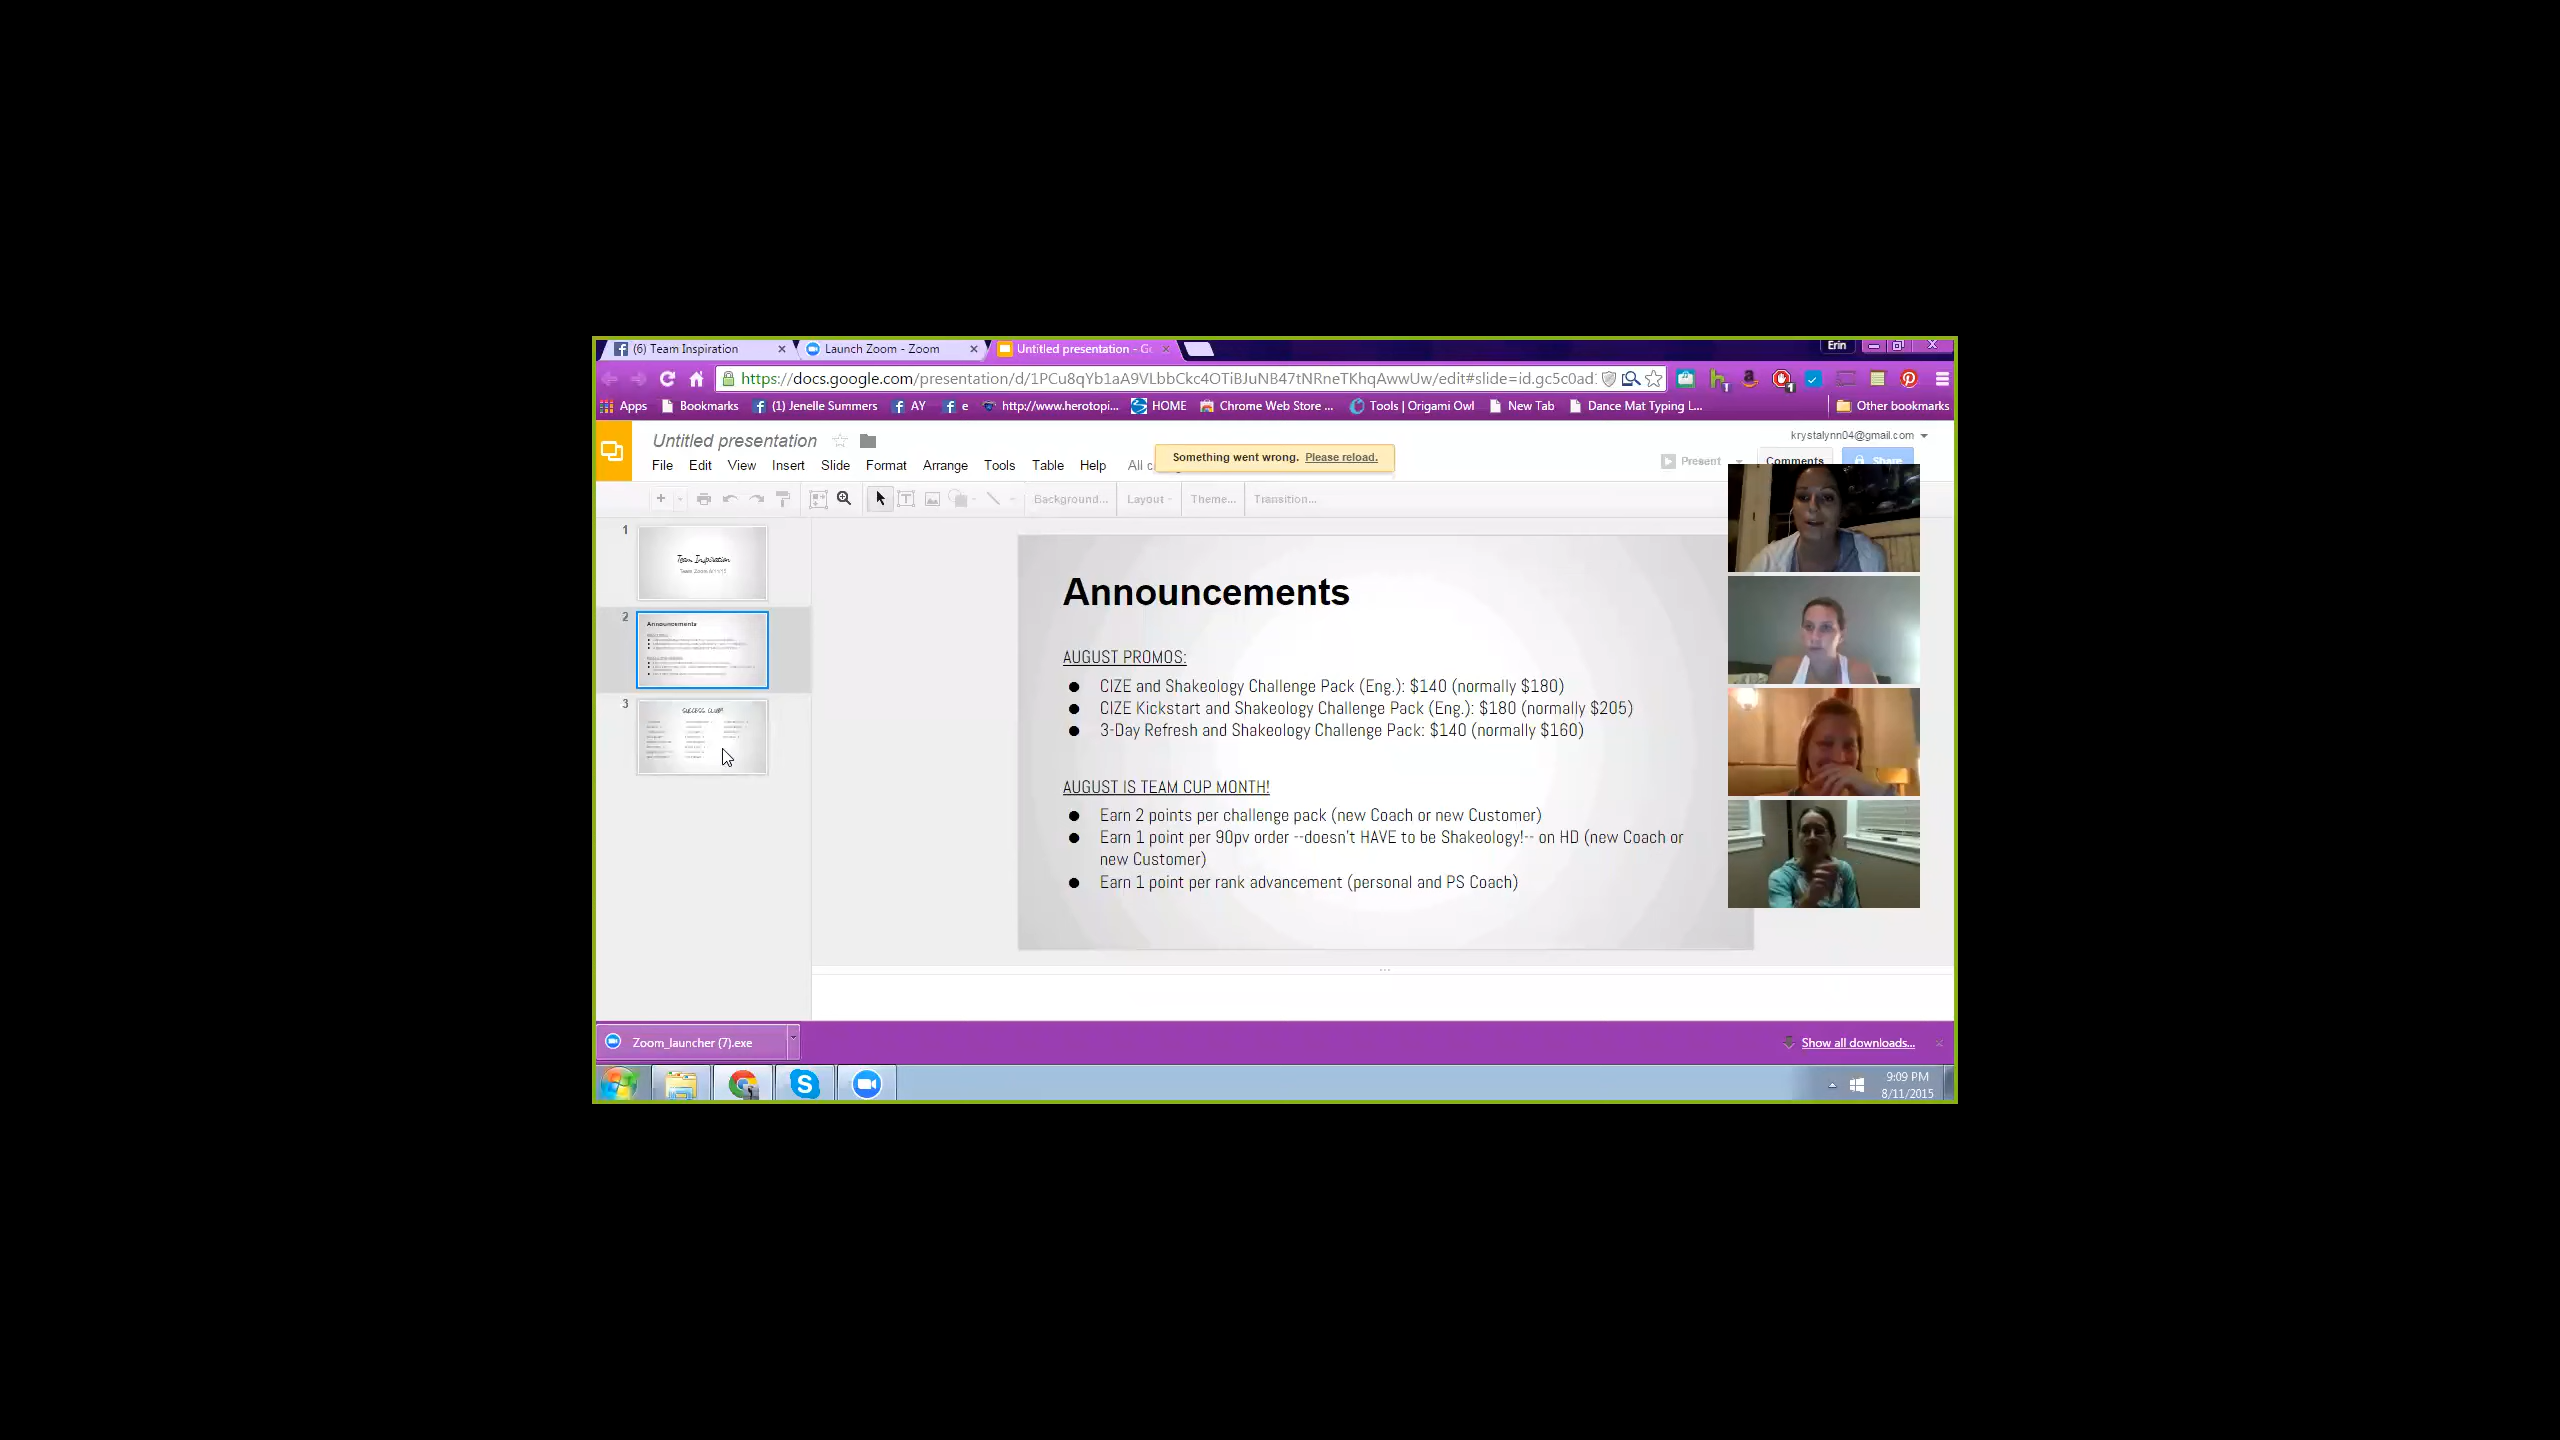 (6) Team Inspiration
Launch Zoom - Zoom
Untitled presentation - Go
Erin
https://docs.google.com/presentation/d/1PCu8qYb1aA9VLbbCkc4OTiBJuNB47tNRneTKhqAwwUw/edit#slide=id.gc5c0ad
Apps
Bookmarks
(1) Jenelle Summers
AY
e
http://www.herotopi...
HOME
Chrome Web Store ...
Tools | Origami Owl
New Tab
Dance Mat Typing L...
Other bookmarks
Untitled presentation
krystalynn04@gmail.com
Something went wrong. Please reload.
File Edit View Insert Slide Format Arrange Tools Table Help All
Present
Comments
Share
Background... Layout Theme... Transition...
1
Team Inspiration
2
Announcements
3
SUCCESS CLUB!
Announcements
AUGUST PROMOS:
● CIZE and Shakeology Challenge Pack (Eng.): $140 (normally $180)
● CIZE Kickstart and Shakeology Challenge Pack (Eng.): $180 (normally $205)
● 3-Day Refresh and Shakeology Challenge Pack: $140 (normally $160)
AUGUST IS TEAM CUP MONTH!
● Earn 2 points per challenge pack (new Coach or new Customer)
● Earn 1 point per 90pv order --doesn't HAVE to be Shakeology!-- on HD (new Coach or
new Customer)
● Earn 1 point per rank advancement (personal and PS Coach)
Zoom_launcher (7).exe
Show all downloads...
9:09 PM
8/11/2015